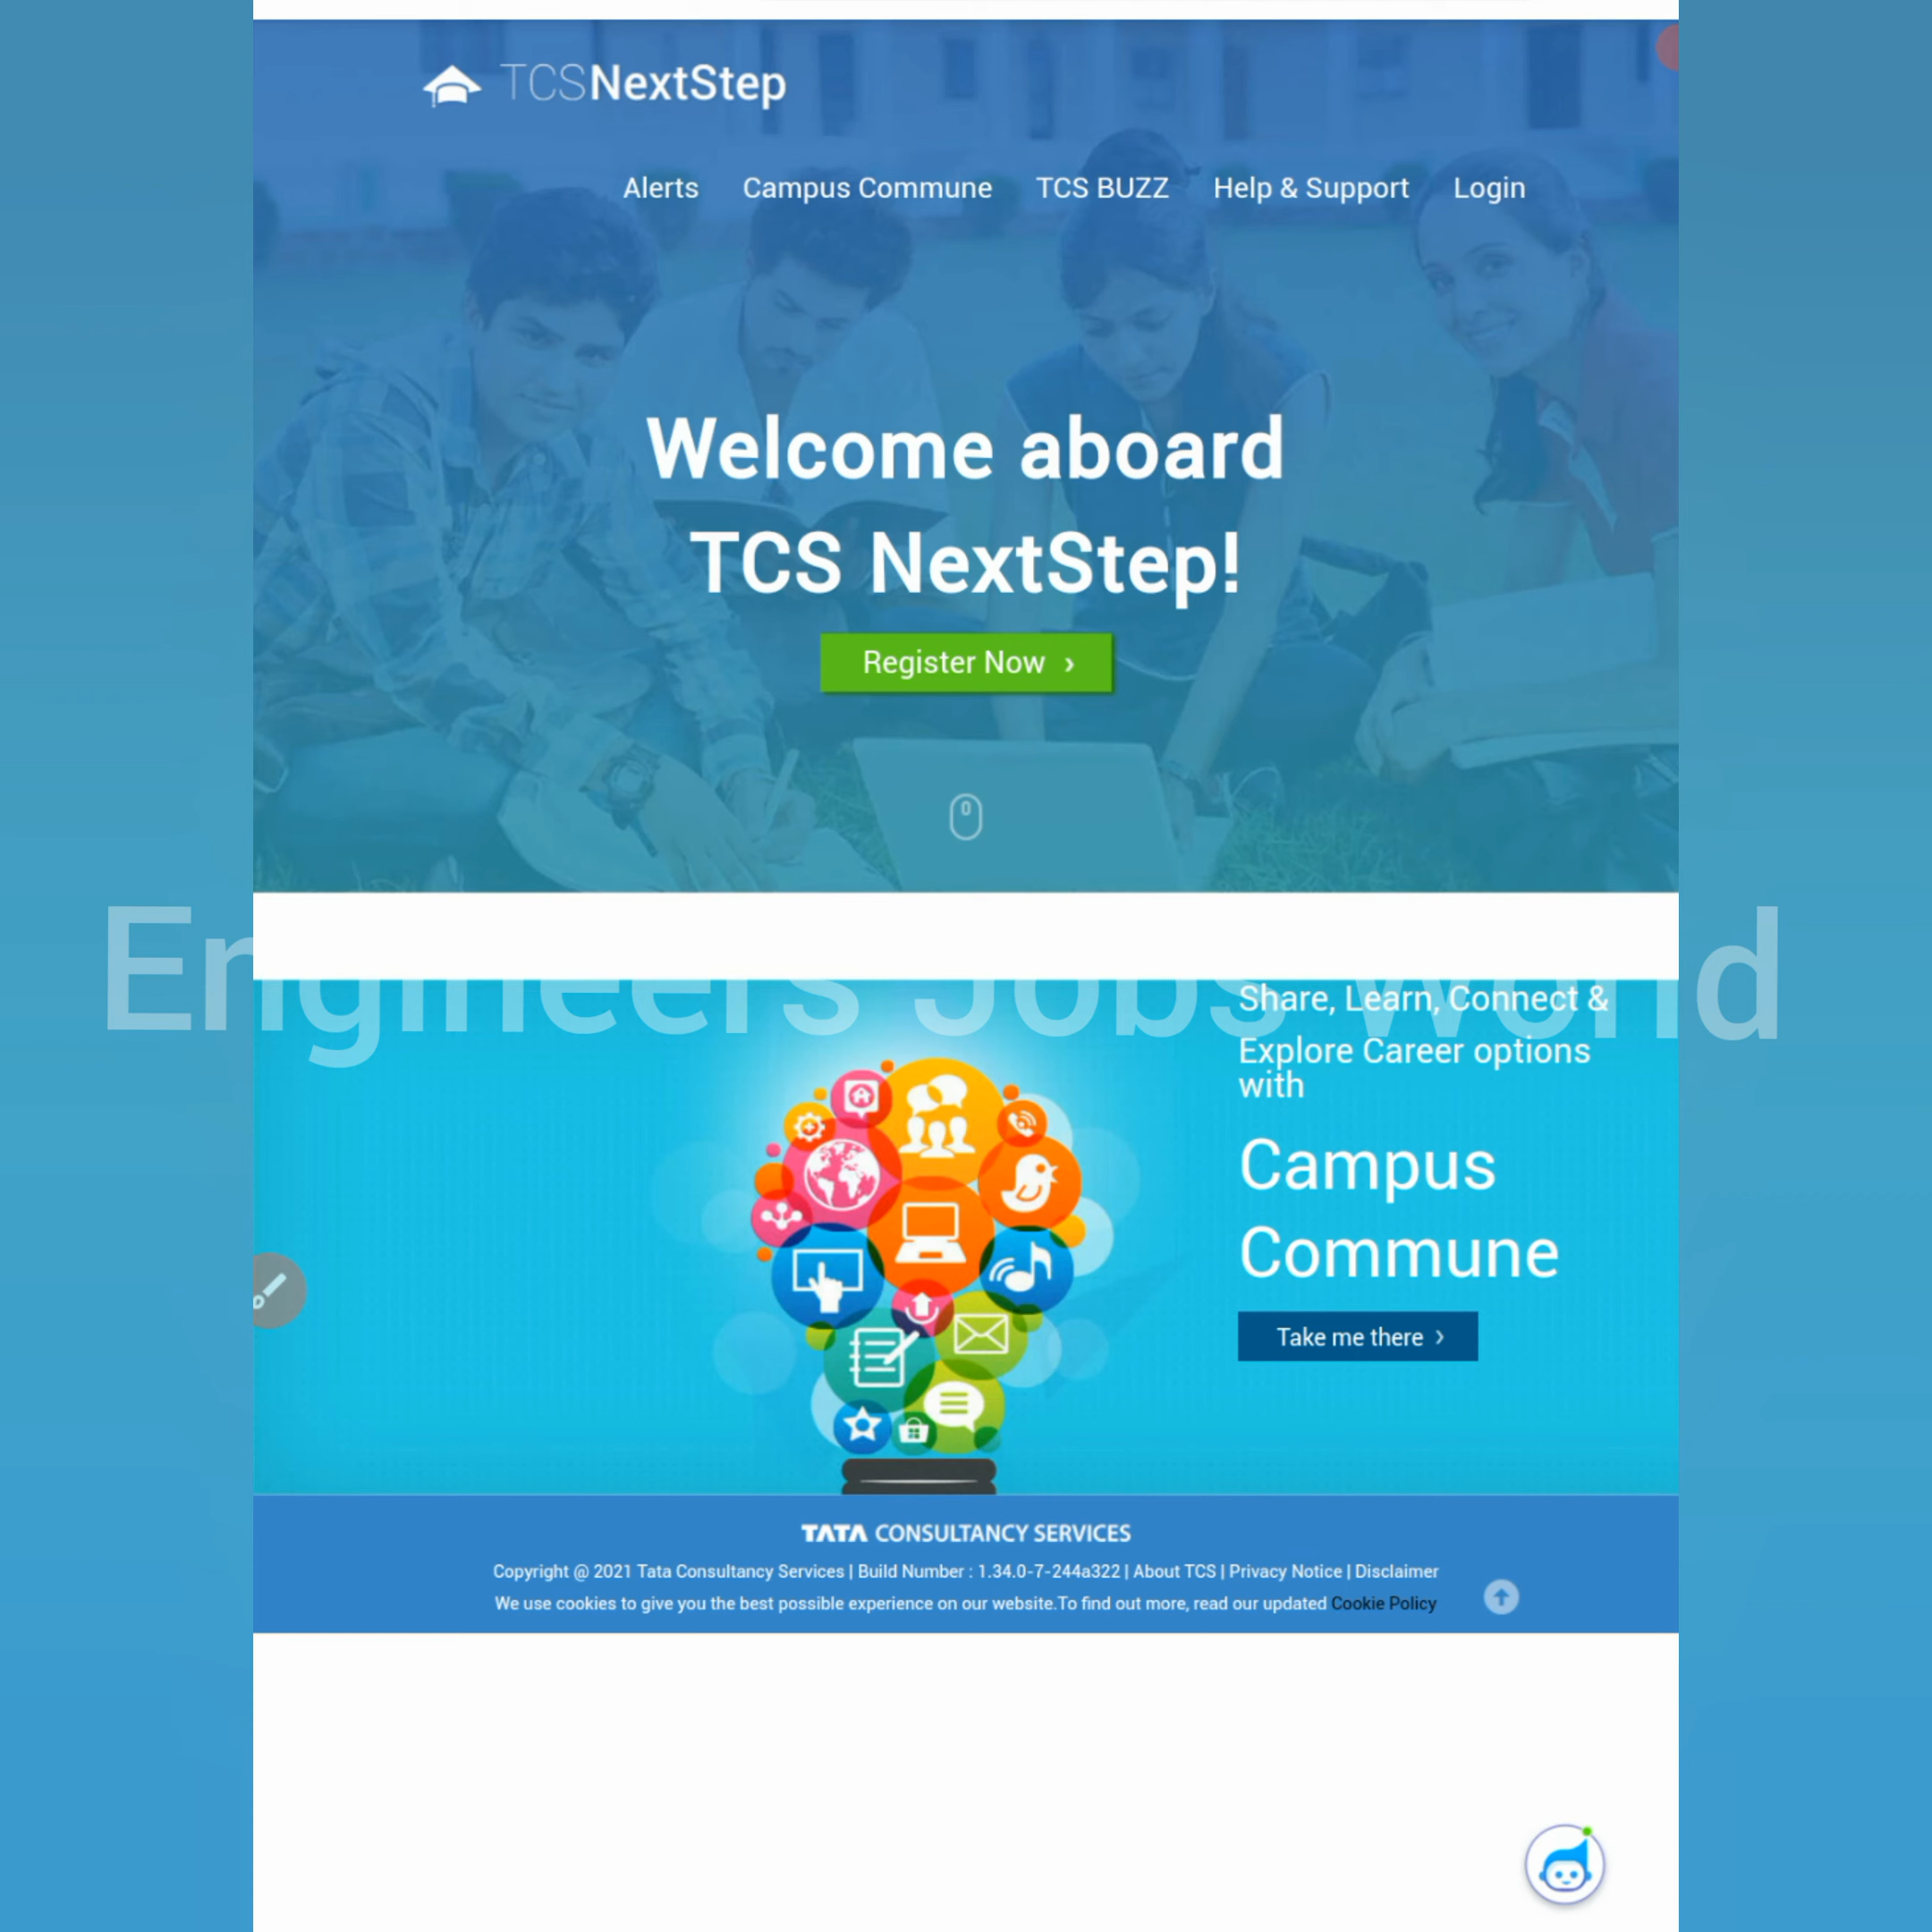 TCSNextStep
Alerts Campus Commune TCS BUZZ Help & Support Login
Welcome aboard
TCS NextStep!
Register Now ›
Engineers Jobs World
Share, Learn, Connect &
Explore Career options
with
Campus
Commune
Take me there ›
TATA CONSULTANCY SERVICES
Copyright @ 2021 Tata Consultancy Services | Build Number : 1.34.0-7-244a322 | About TCS | Privacy Notice | Disclaimer
We use cookies to give you the best possible experience on our website.To find out more, read our updated Cookie Policy